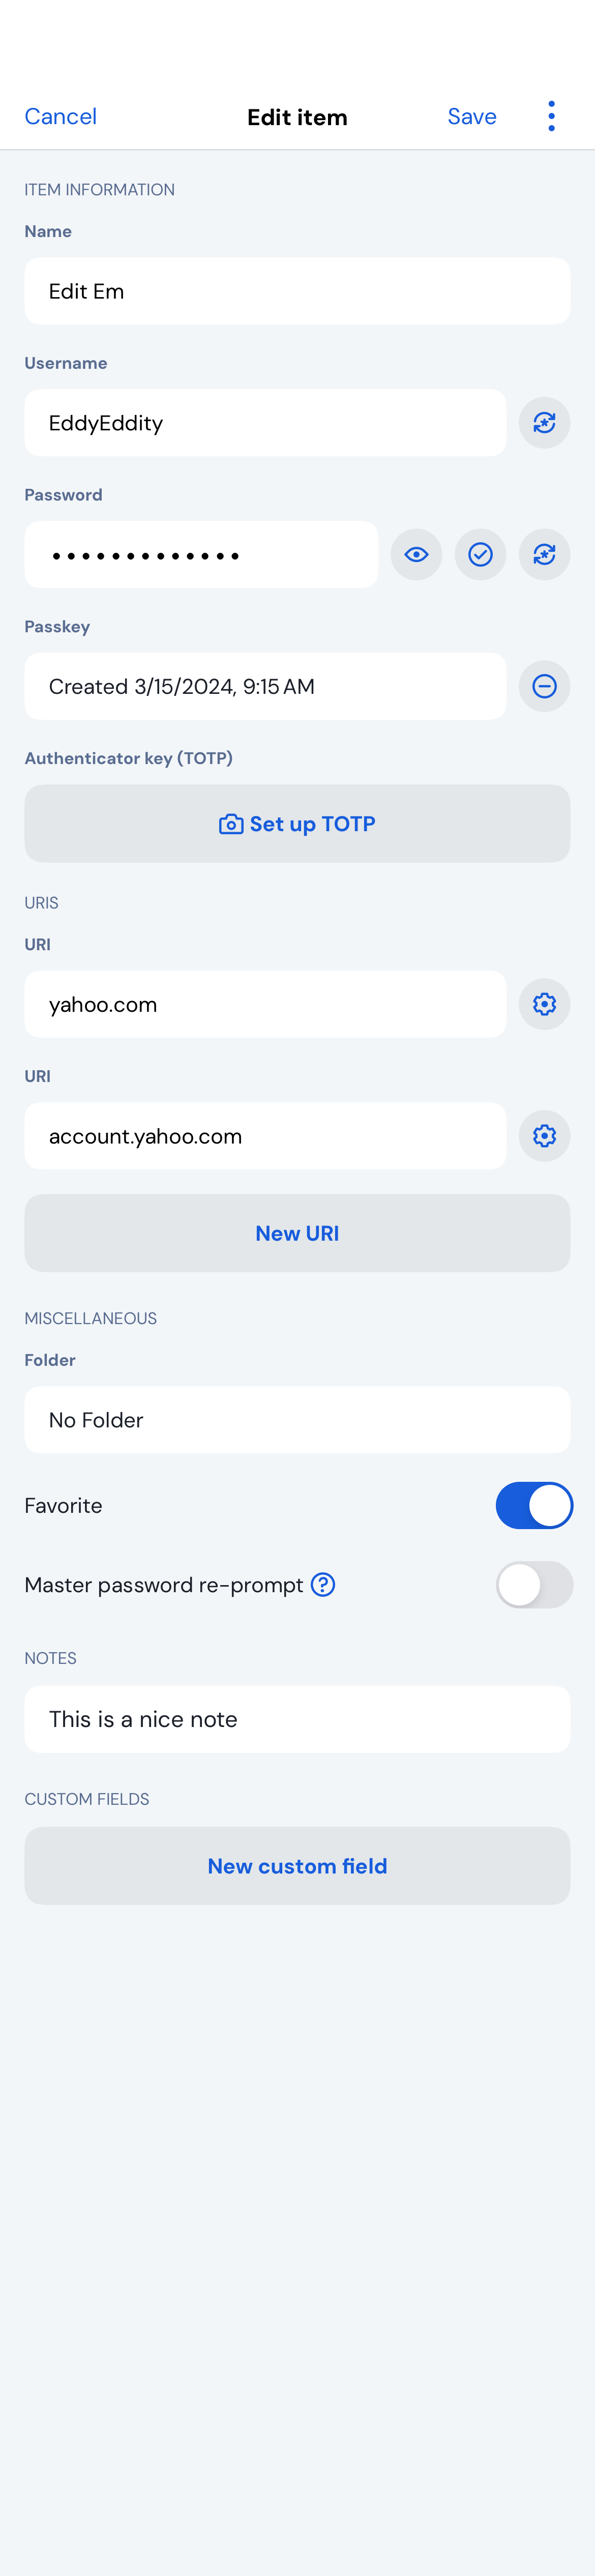 Cancel Edit item Save
ITEM INFORMATION
Name
Edit Em
Username
EddyEddity
Password
•••••••••••••
Passkey
Created 3/15/2024, 9:15 AM
Authenticator key (TOTP)
Set up TOTP
URIS
URI
yahoo.com
URI
account.yahoo.com
New URI
MISCELLANEOUS
Folder
No Folder
Favorite
Master password re-prompt
NOTES
This is a nice note
CUSTOM FIELDS
New custom field